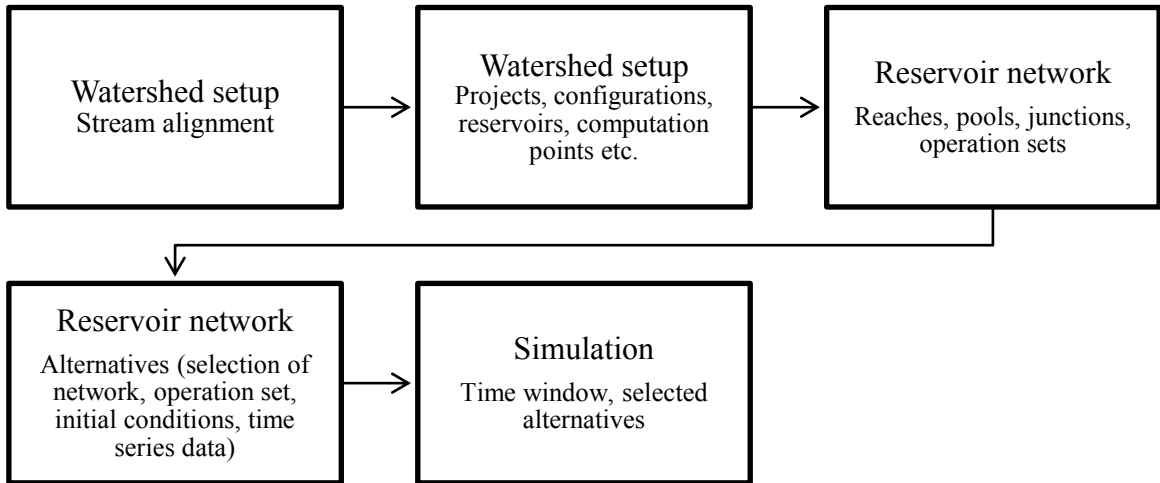 Watershed setup
Stream alignment
Watershed setup
Projects, configurations,
reservoirs, computation
points etc.
Reservoir network
Reaches, pools, junctions,
operation sets
Reservoir network
Alternatives (selection of
network, operation set,
initial conditions, time
series data)
Simulation
Time window, selected
alternatives